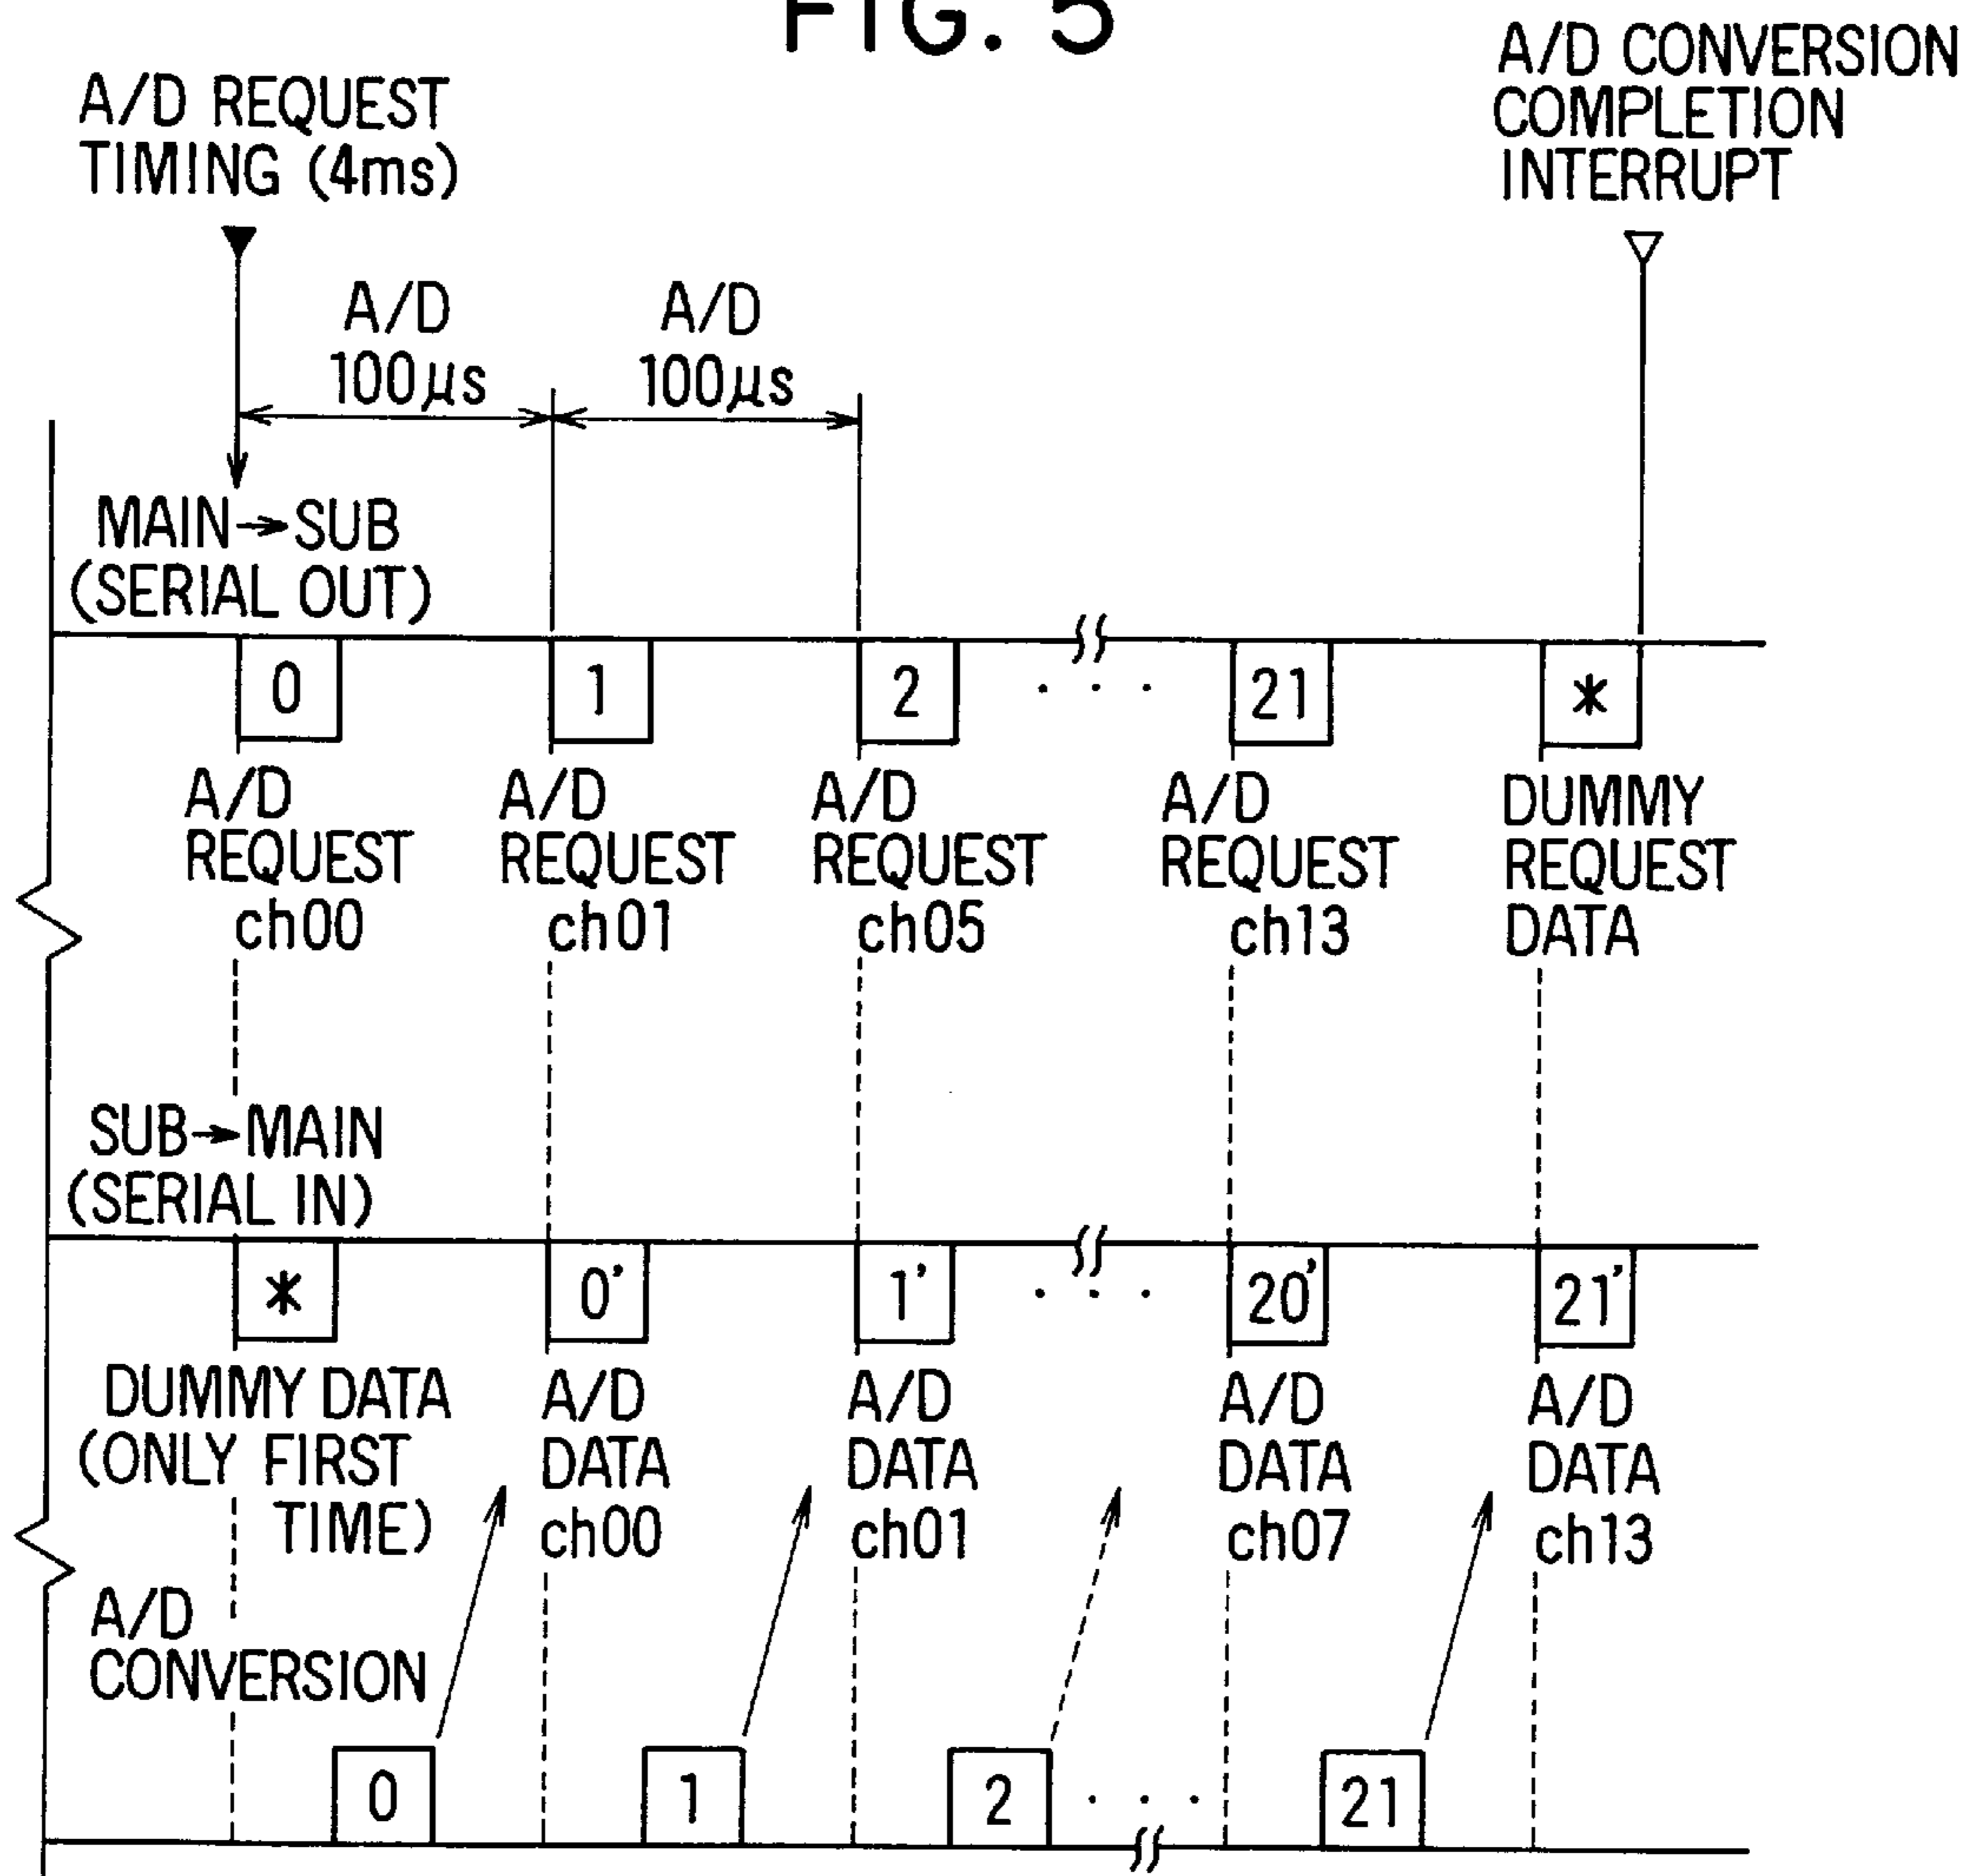 FIG. 5
A/D REQUEST
TIMING (4ms)
A/D CONVERSION
COMPLETION
INTERRUPT
A/D
100μs
A/D
100μs
MAIN→SUB
(SERIAL OUT)
0
1
2
. . .
21
*
A/D
REQUEST
ch00
A/D
REQUEST
ch01
A/D
REQUEST
ch05
A/D
REQUEST
ch13
DUMMY
REQUEST
DATA
SUB→MAIN
(SERIAL IN)
*
0'
1'
. . .
20'
21'
DUMMY DATA
(ONLY FIRST
TIME)
A/D
DATA
ch00
A/D
DATA
ch01
A/D
DATA
ch07
A/D
DATA
ch13
A/D
CONVERSION
0
1
2
. . .
21